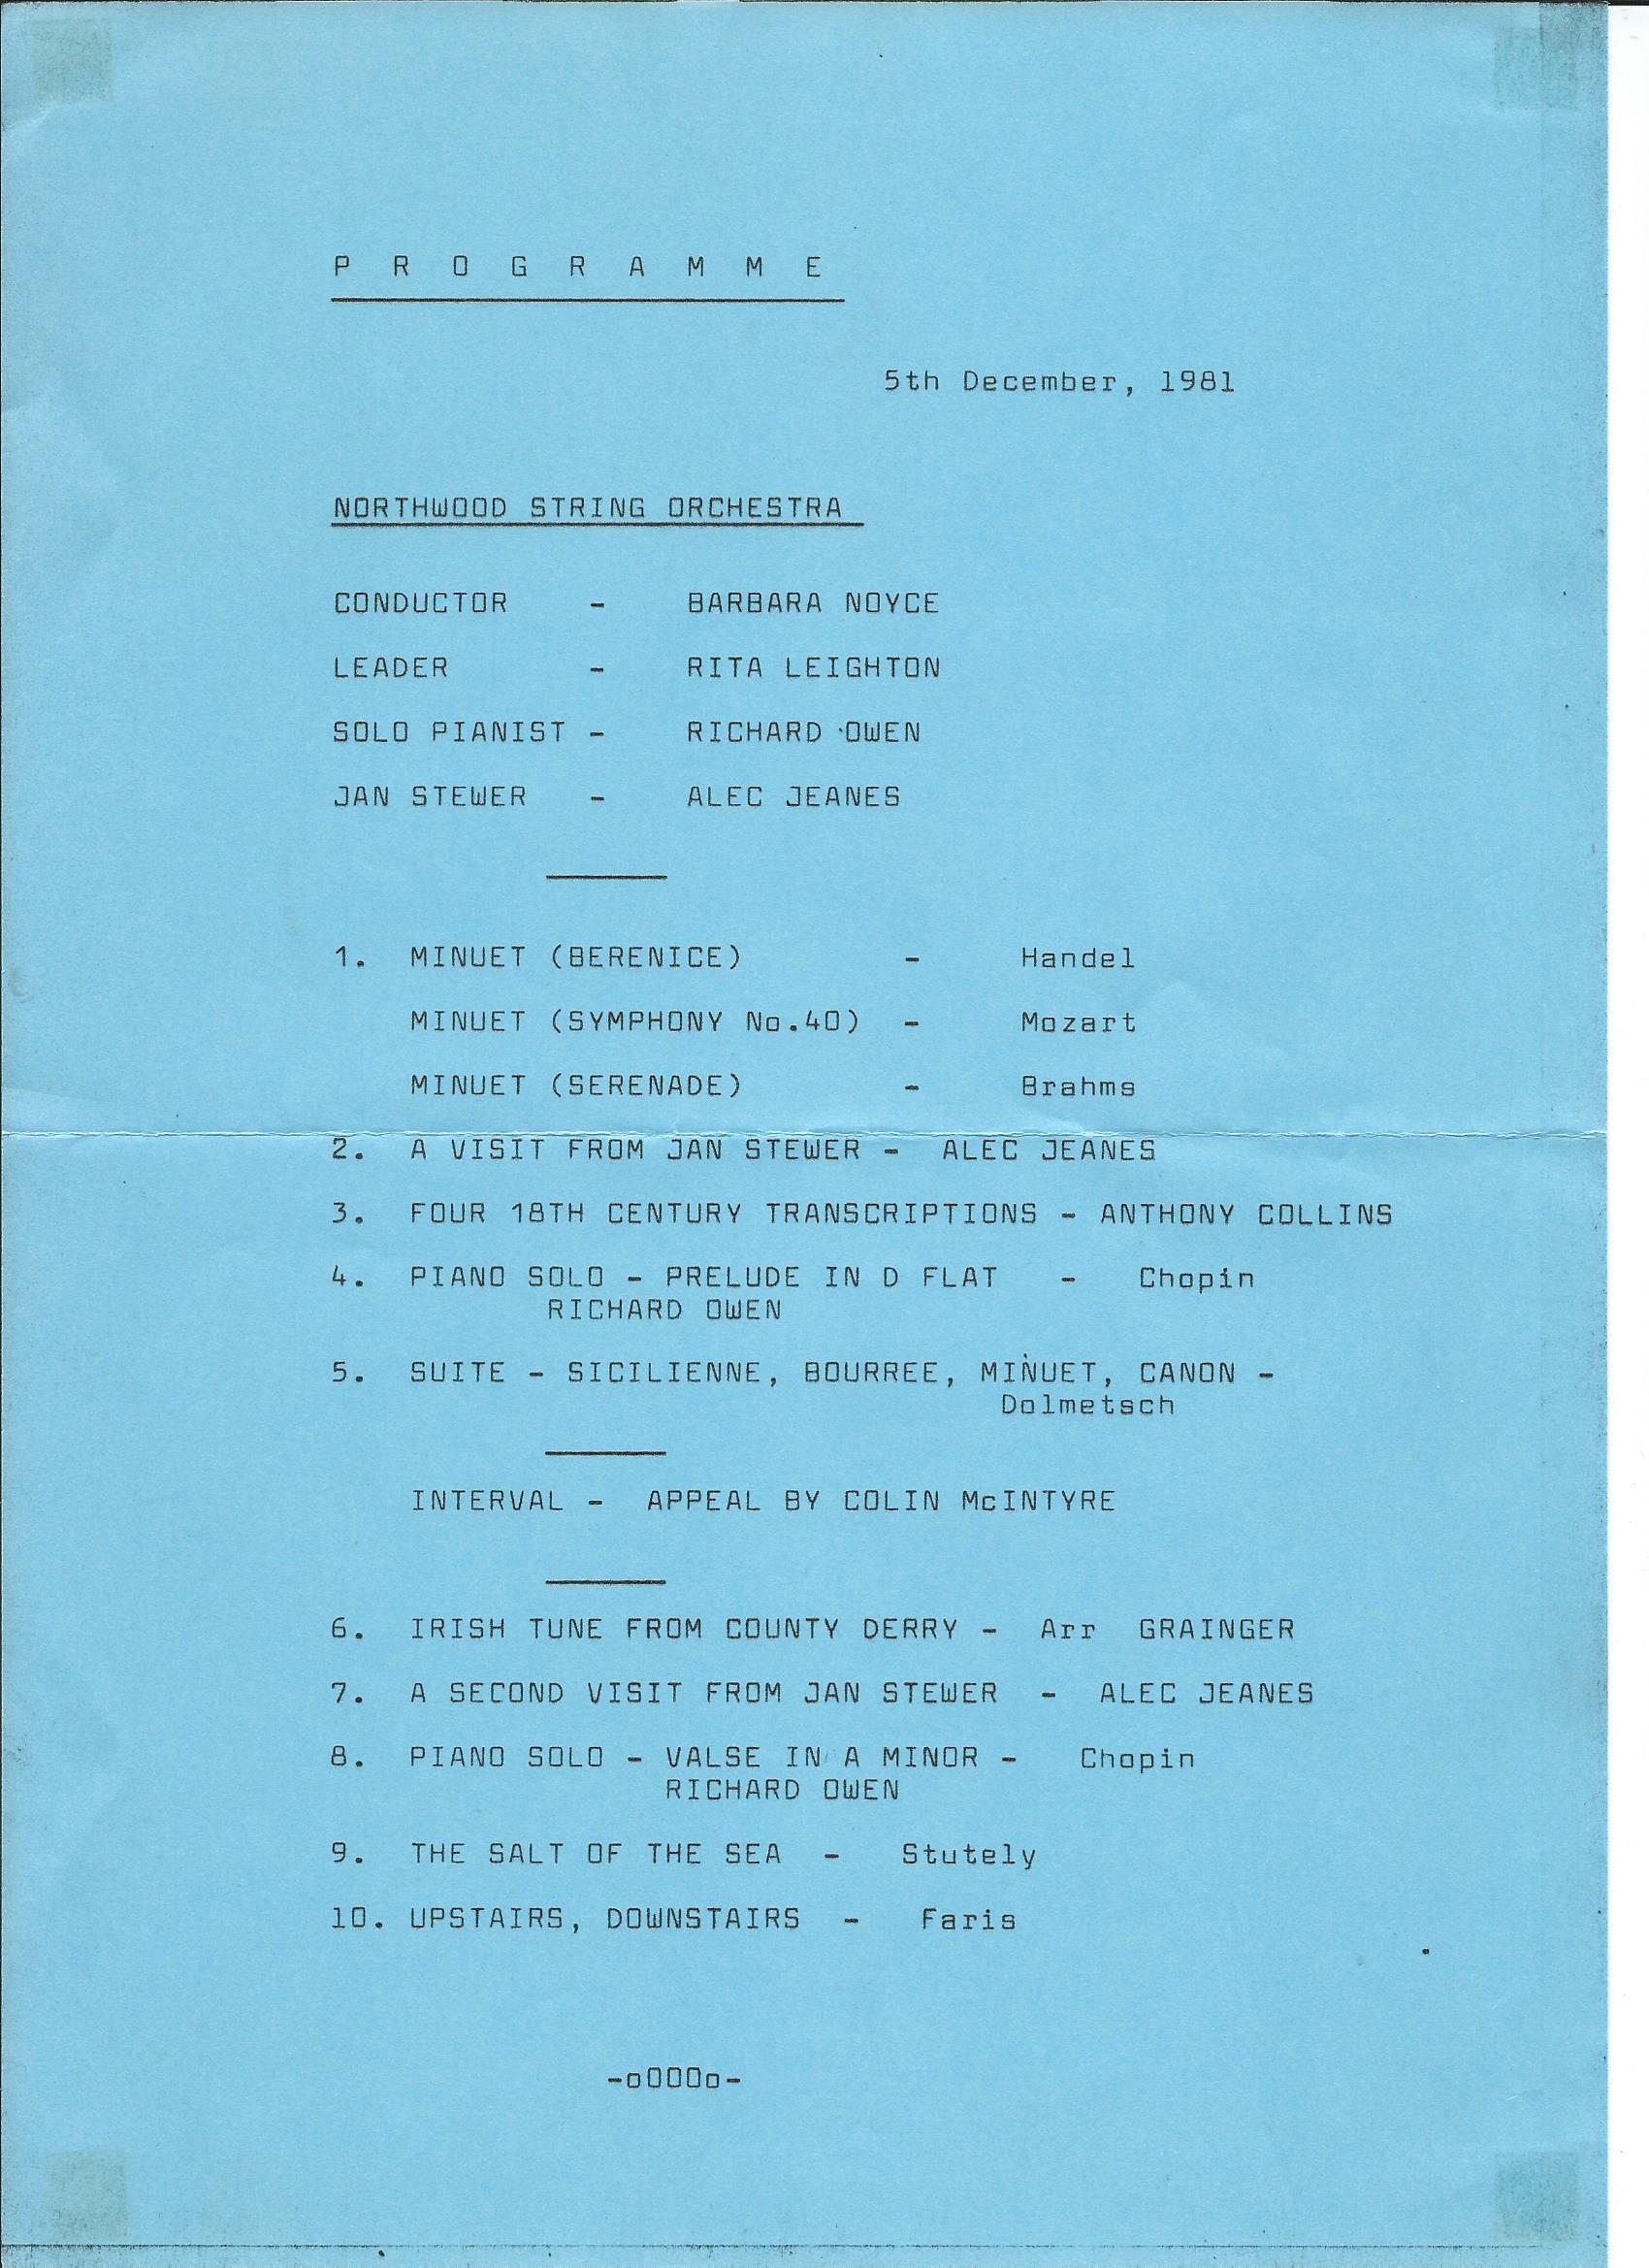 P R O G R A M M E
5th December, 1981
NORTHWOOD STRING ORCHESTRA
CONDUCTOR - BARBARA NOYCE
LEADER - RITA LEIGHTON
SOLO PIANIST - RICHARD OWEN
JAN STEWER - ALEC JEANES
1. MINUET (BERENICE) - Handel
MINUET (SYMPHONY No.40) - Mozart
MINUET (SERENADE) - Brahms
2. A VISIT FROM JAN STEWER - ALEC JEANES
3. FOUR 18TH CENTURY TRANSCRIPTIONS - ANTHONY COLLINS
4. PIANO SOLO - PRELUDE IN D FLAT - Chopin
RICHARD OWEN
5. SUITE - SICILIENNE, BOURREE, MINUET, CANON -
Dolmetsch
INTERVAL - APPEAL BY COLIN McINTYRE
6. IRISH TUNE FROM COUNTY DERRY - Arr GRAINGER
7. A SECOND VISIT FROM JAN STEWER - ALEC JEANES
8. PIANO SOLO - VALSE IN A MINOR - Chopin
RICHARD OWEN
9. THE SALT OF THE SEA - Stutely
10. UPSTAIRS, DOWNSTAIRS - Faris
-oOOOo-